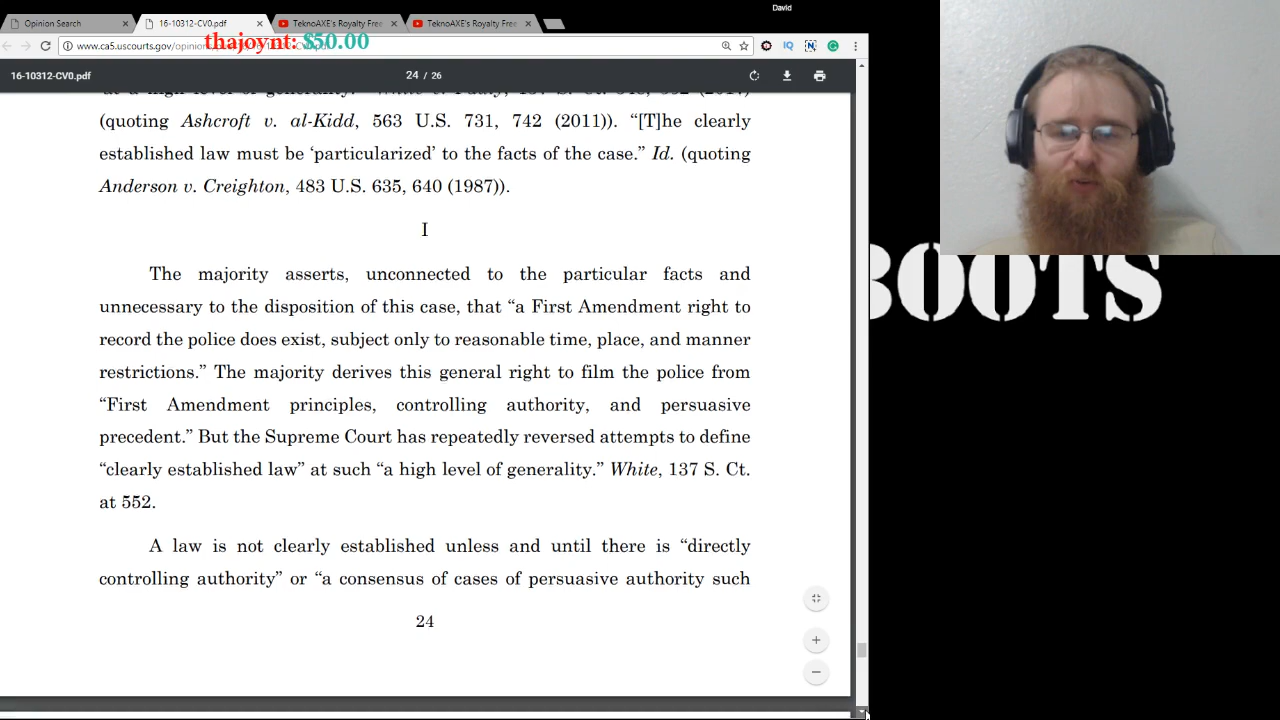 David
Opinion Search
16-10312-CV0.pdf
TeknoAXE's Royalty Free
TeknoAXE's Royalty Free
www.ca5.uscourts.gov/opinion
thajoynt: $50.00
16-10312-CV0.pdf
24 / 26
(quoting Ashcroft v. al-Kidd, 563 U.S. 731, 742 (2011)). “[T]he clearly
established law must be ‘particularized’ to the facts of the case.” Id. (quoting
Anderson v. Creighton, 483 U.S. 635, 640 (1987)).
I
The majority asserts, unconnected to the particular facts and
unnecessary to the disposition of this case, that “a First Amendment right to
record the police does exist, subject only to reasonable time, place, and manner
restrictions.” The majority derives this general right to film the police from
“First Amendment principles, controlling authority, and persuasive
precedent.” But the Supreme Court has repeatedly reversed attempts to define
“clearly established law” at such “a high level of generality.” White, 137 S. Ct.
at 552.
A law is not clearly established unless and until there is “directly
controlling authority” or “a consensus of cases of persuasive authority such
24
BOOTS